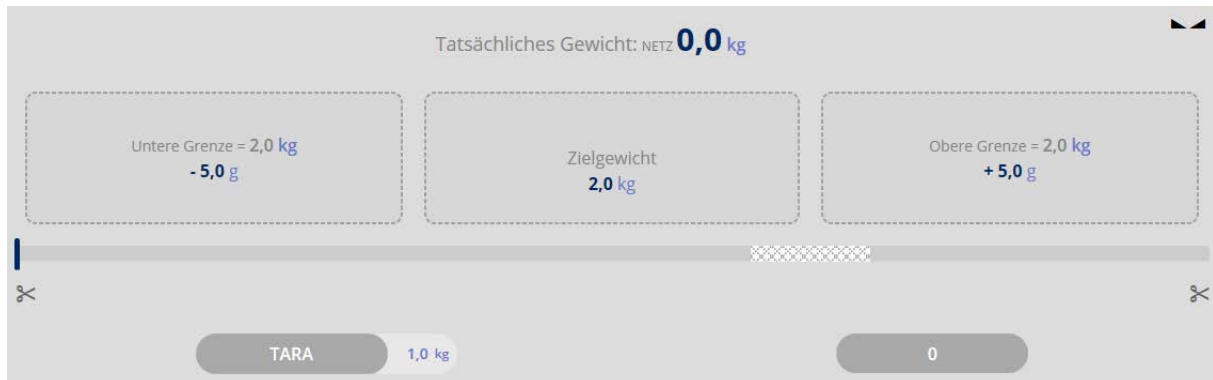 Tatsächliches Gewicht: NETZ 0,0 kg
Untere Grenze = 2,0 kg
- 5,0 g
Zielgewicht
2,0 kg
Obere Grenze = 2,0 kg
+ 5,0 g
TARA 1,0 kg
0